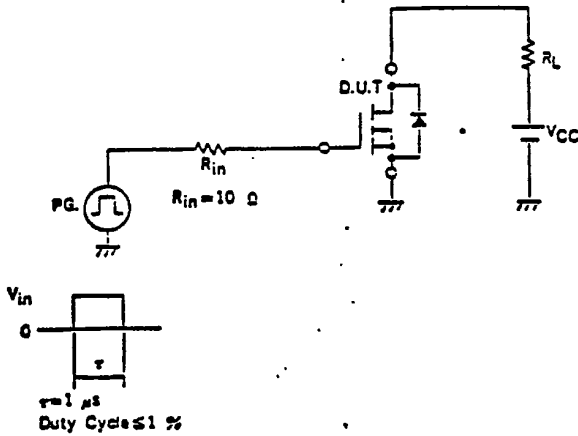 D.U.T
RL
VCC
Rin
Rin=10 Ω
PG.
Vin
0
τ
τ=1 μs
Duty Cycle≤1 %